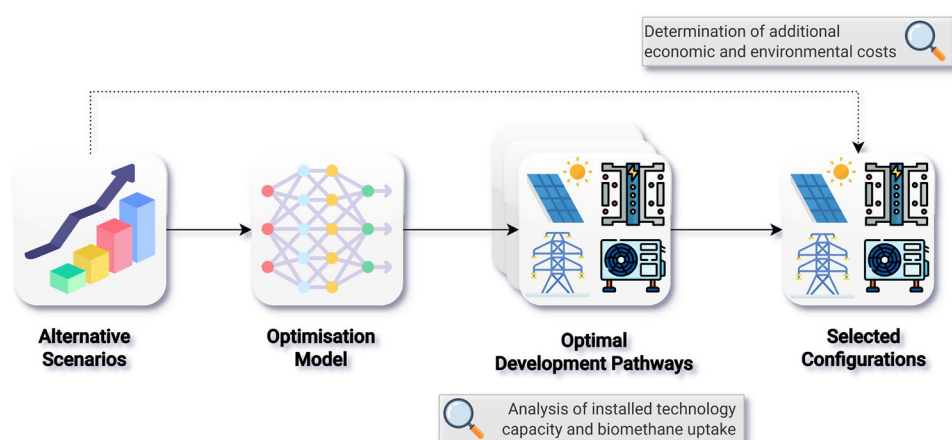 Determination of additional
economic and environmental costs
Alternative
Scenarios
Optimisation
Model
Optimal
Development Pathways
Selected
Configurations
Analysis of installed technology
capacity and biomethane uptake